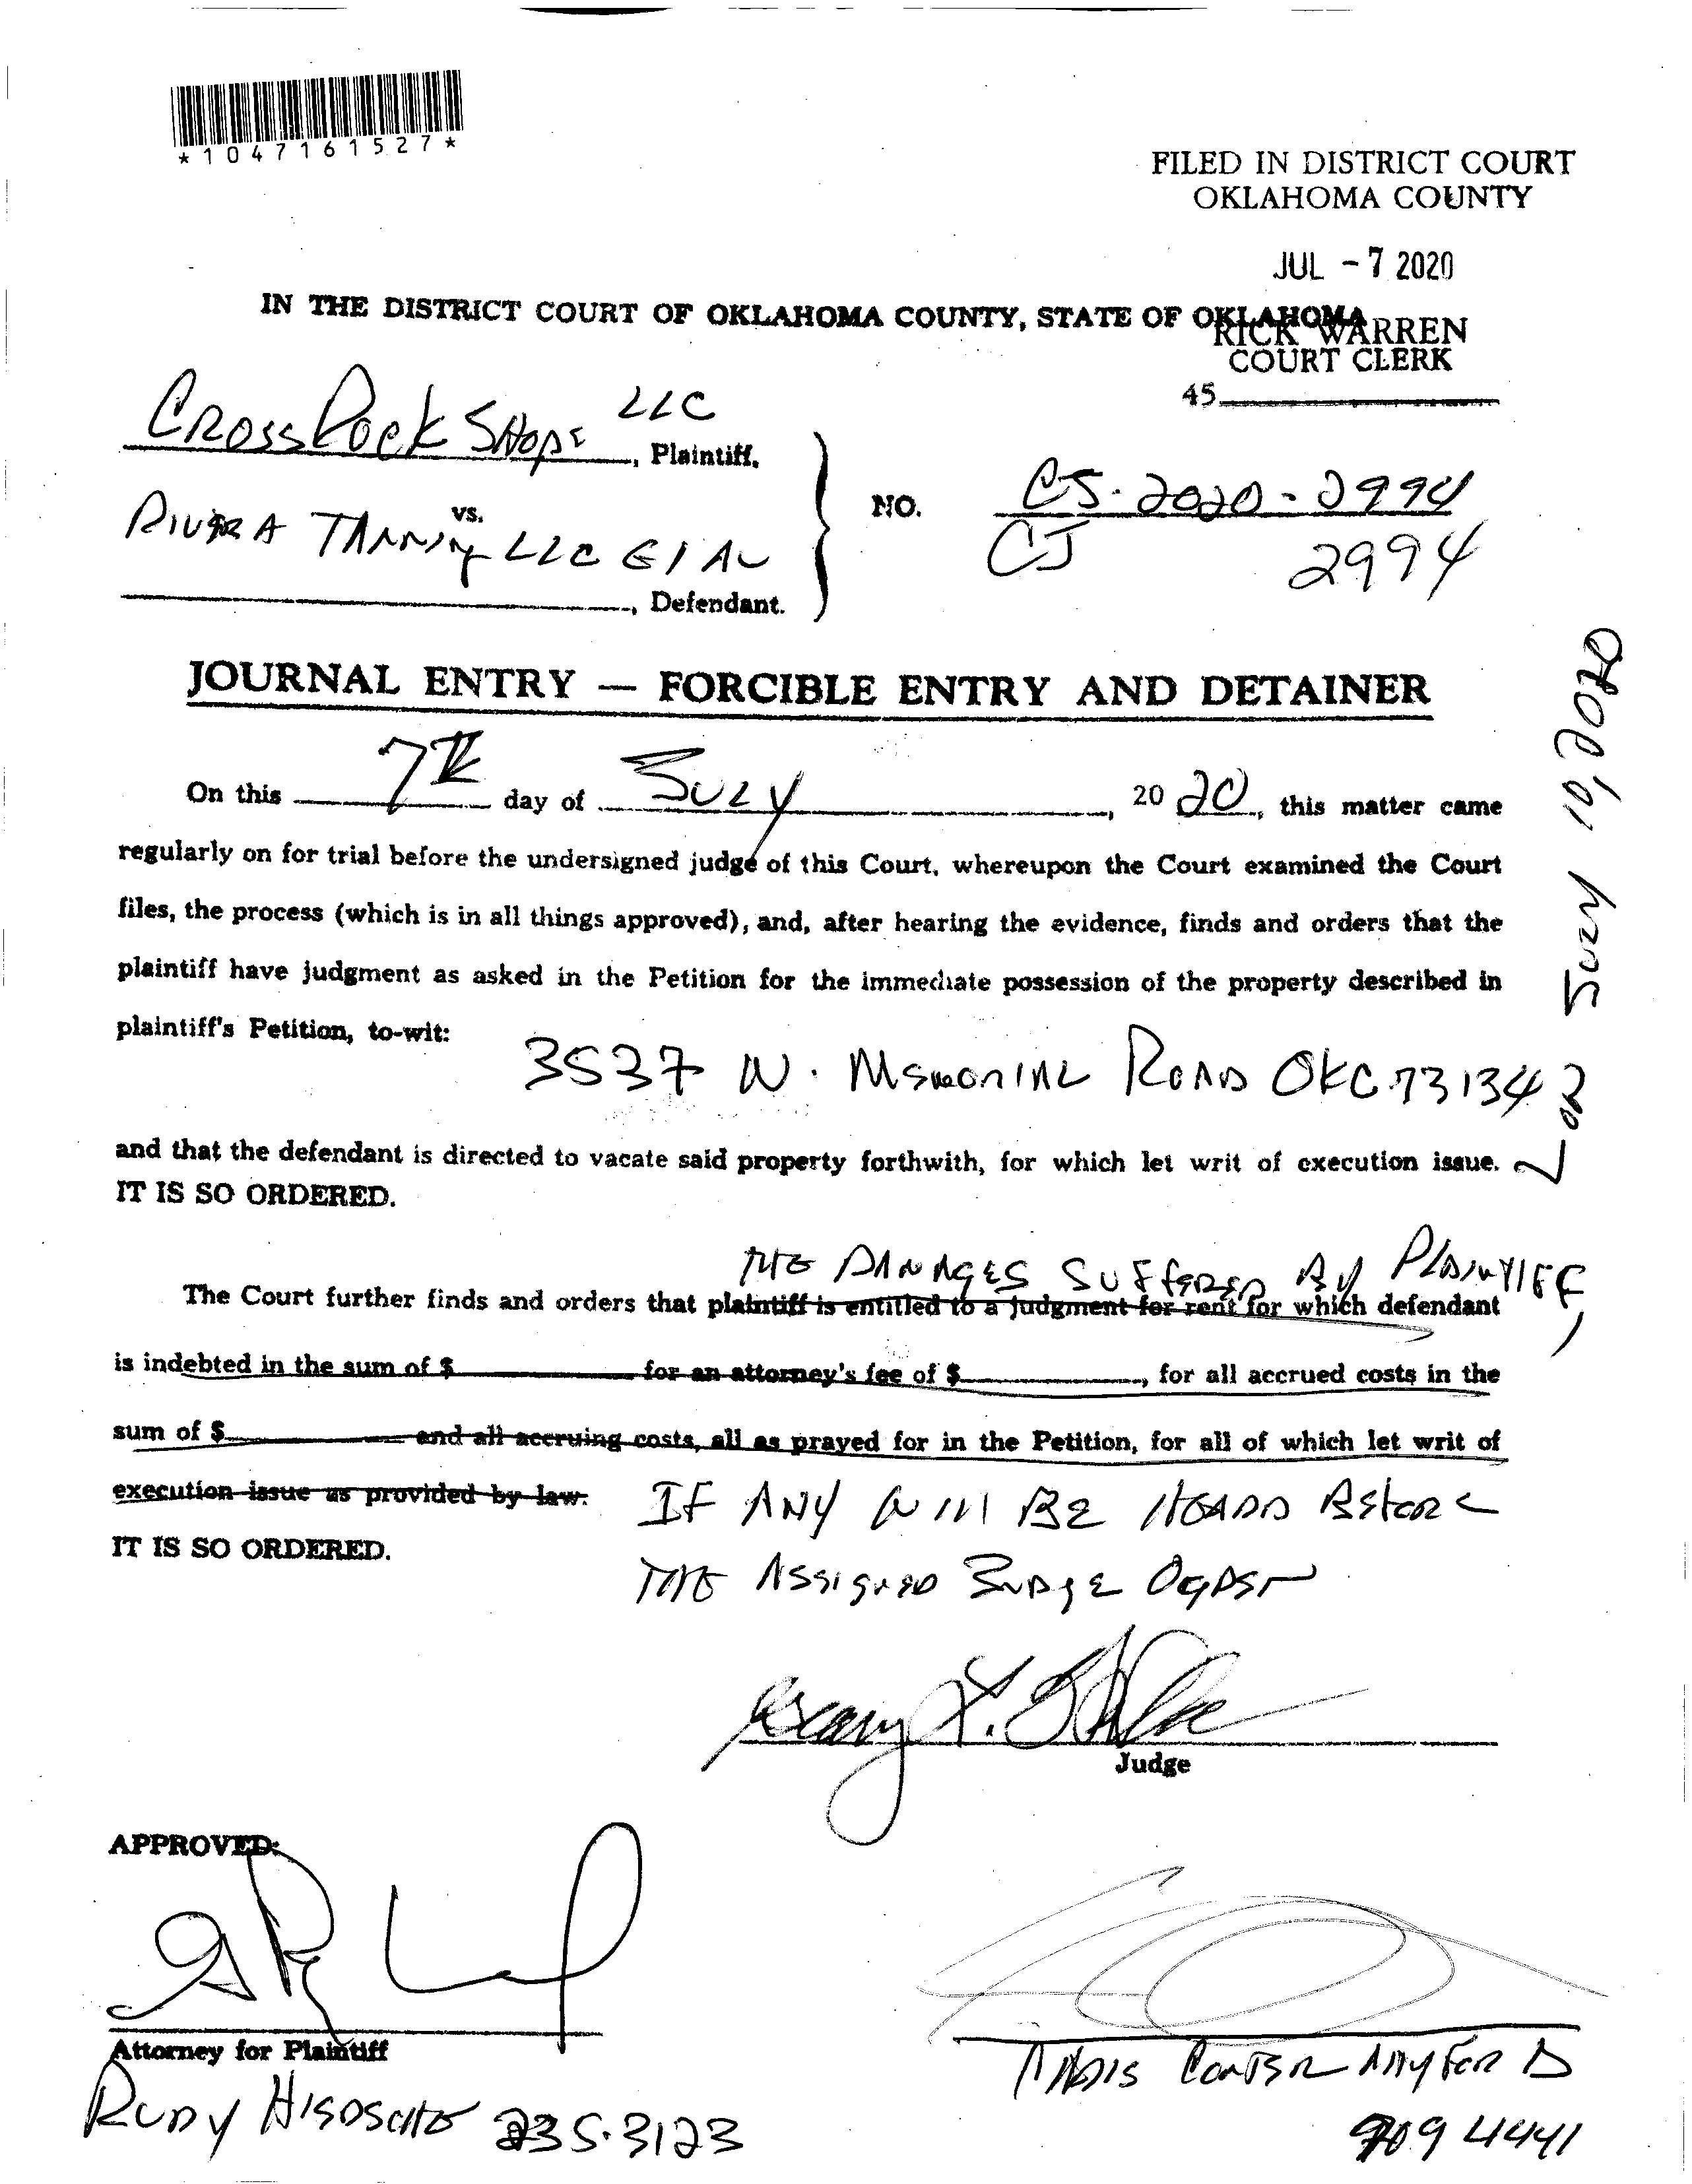 *1047161527*
FILED IN DISTRICT COURT
OKLAHOMA COUNTY
JUL - 7 2020
IN THE DISTRICT COURT OF OKLAHOMA COUNTY, STATE OF OKLAHOMA
RICK WARREN
COURT CLERK
45
CROSS ROCK SHOPS LLC
, Plaintiff,
vs.
RIVERA TANNING LLC ET AL
, Defendant.
NO. CJ-2020-2994
CJ 2994
JOURNAL ENTRY — FORCIBLE ENTRY AND DETAINER
On this 7th day of JULY, 2020, this matter came
regularly on for trial before the undersigned judge of this Court, whereupon the Court examined the Court
files, the process (which is in all things approved), and, after hearing the evidence, finds and orders that the
plaintiff have judgment as asked in the Petition for the immediate possession of the property described in
plaintiff's Petition, to-wit:
3537 W. MEMORIAL ROAD OKC 73134
and that the defendant is directed to vacate said property forthwith, for which let writ of execution issue.
JULY 10, 2020
IT IS SO ORDERED.
THE DAMAGES SUFFERED BY PLAINTIFF,
The Court further finds and orders that plaintiff is entitled to a judgment for rent for which defendant
is indebted in the sum of $ for an attorney's fee of $ , for all accrued costs in the
sum of $ and all accruing costs, all as prayed for in the Petition, for all of which let writ of
execution issue as provided by law.
IF ANY WILL BE HEARD BEFORE
IT IS SO ORDERED.
THE ASSIGNED JUDGE OGDEN
Judge
APPROVED:
Attorney for Plaintiff
RUDY 235-3123
ATTY FOR D
709 4441